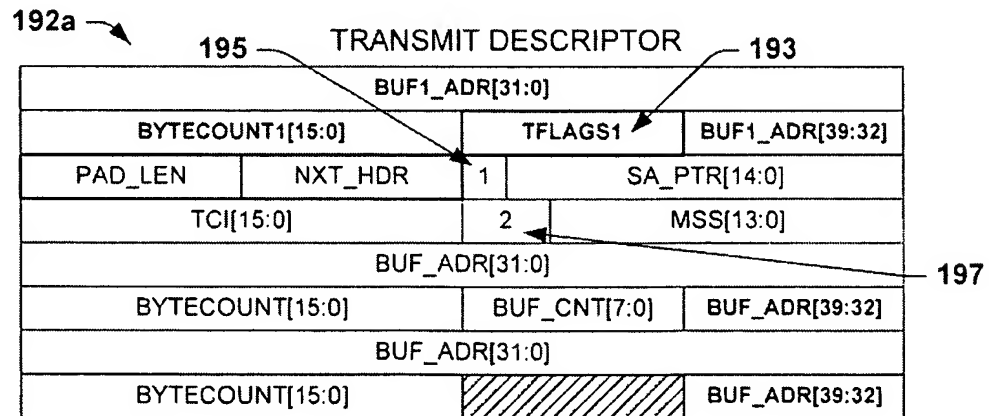 192a
TRANSMIT DESCRIPTOR
195
193
BUF1_ADR[31:0]
BYTECOUNT1[15:0] TFLAGS1 BUF1_ADR[39:32]
PAD_LEN NXT_HDR 1 SA_PTR[14:0]
TCI[15:0] 2 MSS[13:0]
BUF_ADR[31:0]
197
BYTECOUNT[15:0] BUF_CNT[7:0] BUF_ADR[39:32]
BUF_ADR[31:0]
BYTECOUNT[15:0] BUF_ADR[39:32]